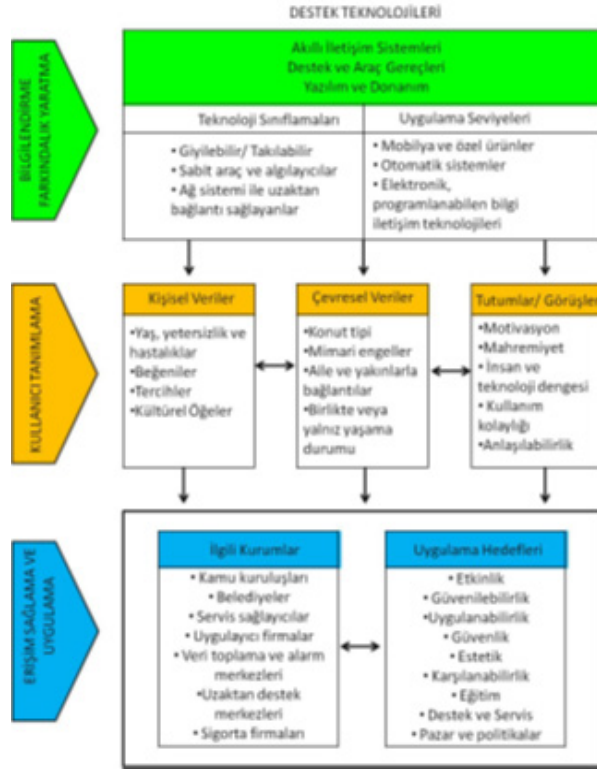 DESTEK TEKNOLOJİLERİ
BİLGİLENDİRME
FARKINDALIK YARATMA
Akıllı İletişim Sistemleri
Destek ve Araç Gereçleri
Yazılım ve Donanım
Teknoloji Sınıflamaları
•Giyilebilir/ Takılabilir
•Sabit araç ve algılayıcılar
•Ağ sistemi ile uzaktan
bağlantı sağlayanlar
Uygulama Seviyeleri
•Mobilya ve özel ürünler
•Otomatik sistemler
•Elektronik,
programlanabilen bilgi
iletişim teknolojileri
KULLANICI TANIMLAMA
Kişisel Veriler
•Yaş, yetersizlik ve
hastalıklar
•Beğeniler
•Tercihler
•Kültürel Öğeler
Çevresel Veriler
•Konut tipi
•Mimari engeller
•Aile ve yakınlarla
bağlantılar
•Birlikte veya
yalnız yaşama
durumu
Tutumlar/ Görüşler
•Motivasyon
•Mahremiyet
•İnsan ve
teknoloji dengesi
•Kullanım
kolaylığı
•Anlaşılabilirlik
ERİŞİM SAĞLAMA VE
UYGULAMA
İlgili Kurumlar
•Kamu kuruluşları
•Belediyeler
•Servis sağlayıcılar
•Uygulayıcı firmalar
•Veri toplama ve alarm
merkezleri
•Uzaktan destek
merkezleri
•Sigorta firmaları
Uygulama Hedefleri
•Etkinlik
•Güvenilebilirlik
•Uygulanabilirlik
•Güvenlik
•Estetik
•Karşılanabilirlik
•Eğitim
•Destek ve Servis
•Pazar ve politikalar